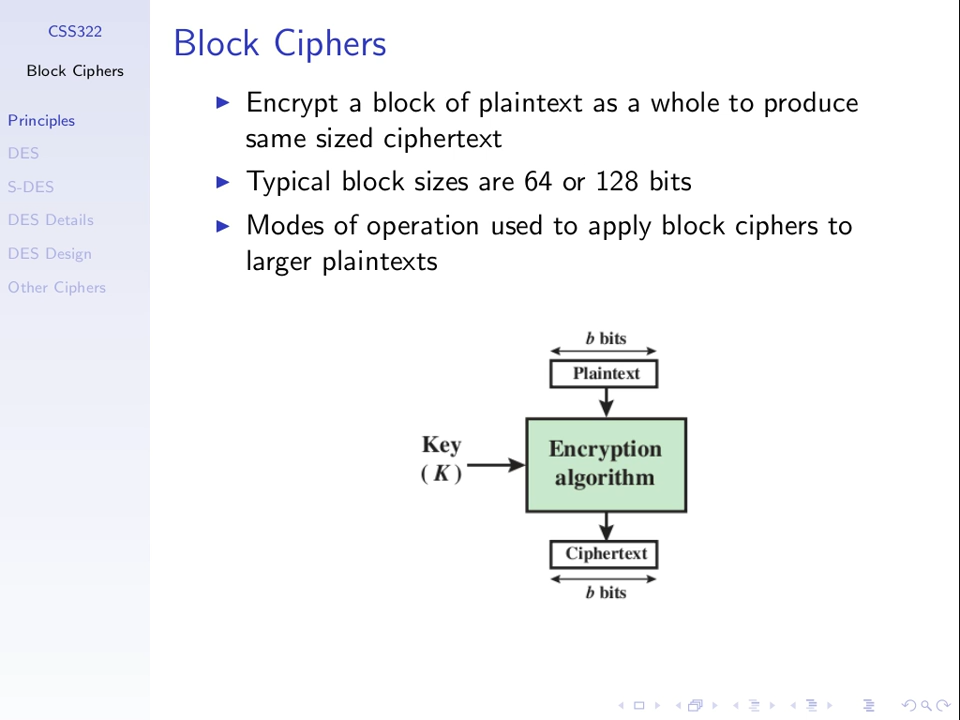 CSS322
Block Ciphers
Principles
DES
S-DES
DES Details
DES Design
Other Ciphers
Block Ciphers
Encrypt a block of plaintext as a whole to produce
same sized ciphertext
Typical block sizes are 64 or 128 bits
Modes of operation used to apply block ciphers to
larger plaintexts
b bits
Plaintext
Key
(K)
Encryption
algorithm
Ciphertext
b bits